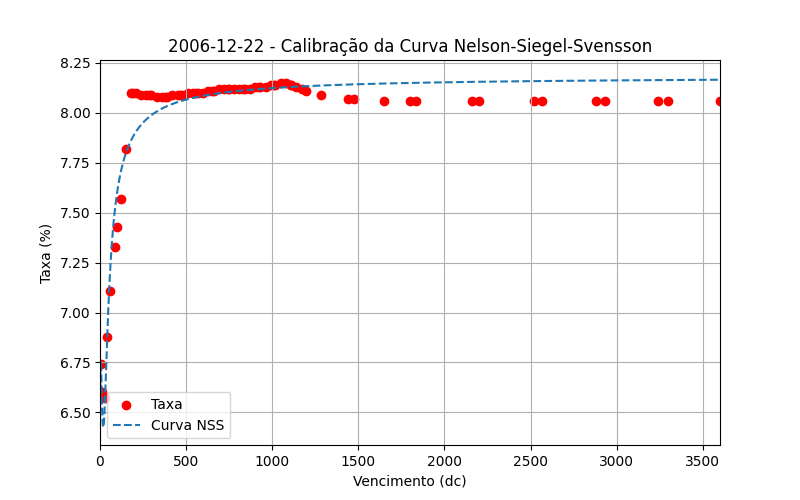 2006-12-22 - Calibração da Curva Nelson-Siegel-Svensson
Taxa (%)
8.25
8.00
7.75
7.50
7.25
7.00
6.75
6.50
Taxa
Curva NSS
0 500 1000 1500 2000 2500 3000 3500
Vencimento (dc)